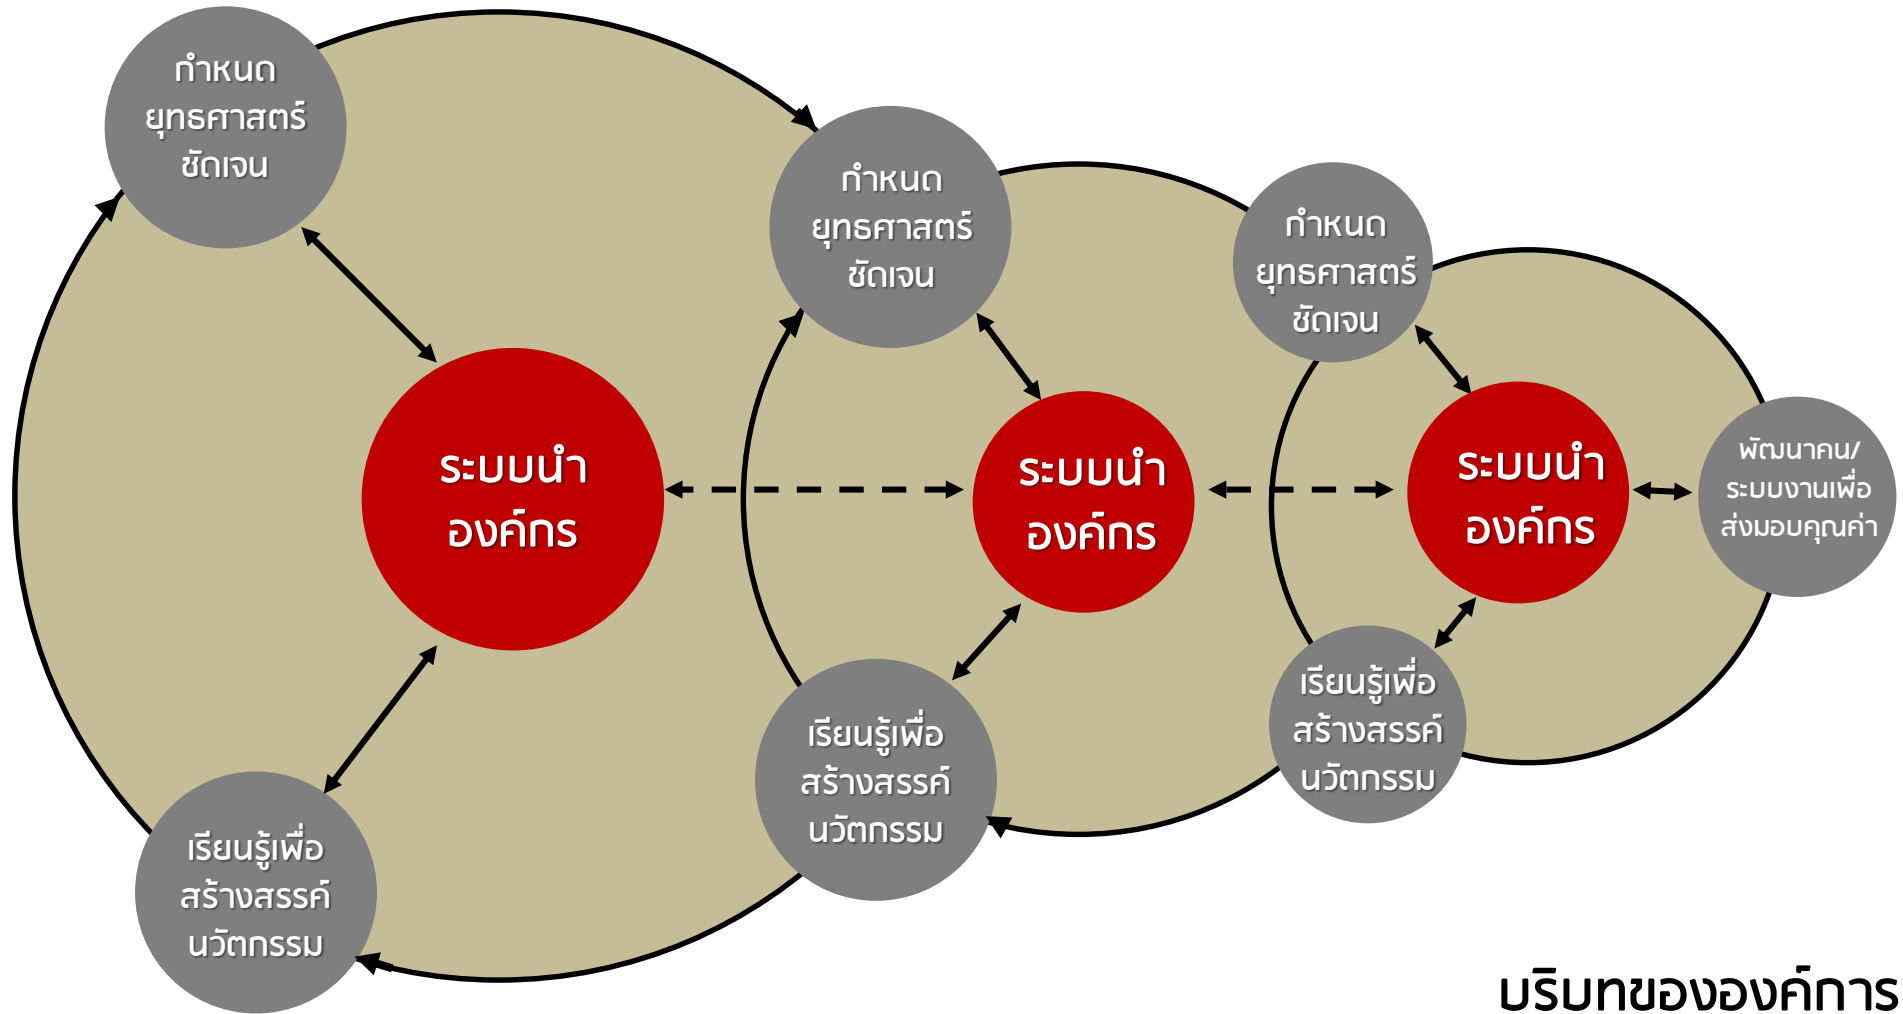 กำหนด
ยุทธศาสตร์
ชัดเจน
กำหนด
ยุทธศาสตร์
ชัดเจน
กำหนด
ยุทธศาสตร์
ชัดเจน
ระบบนำ
องค์กร
ระบบนำ
องค์กร
ระบบนำ
องค์กร
พัฒนาคน/
ระบบงานเพื่อ
ส่งมอบคุณค่า
เรียนรู้เพื่อ
สร้างสรรค์
นวัตกรรม
เรียนรู้เพื่อ
สร้างสรรค์
นวัตกรรม
เรียนรู้เพื่อ
สร้างสรรค์
นวัตกรรม
บริบทขององค์การ